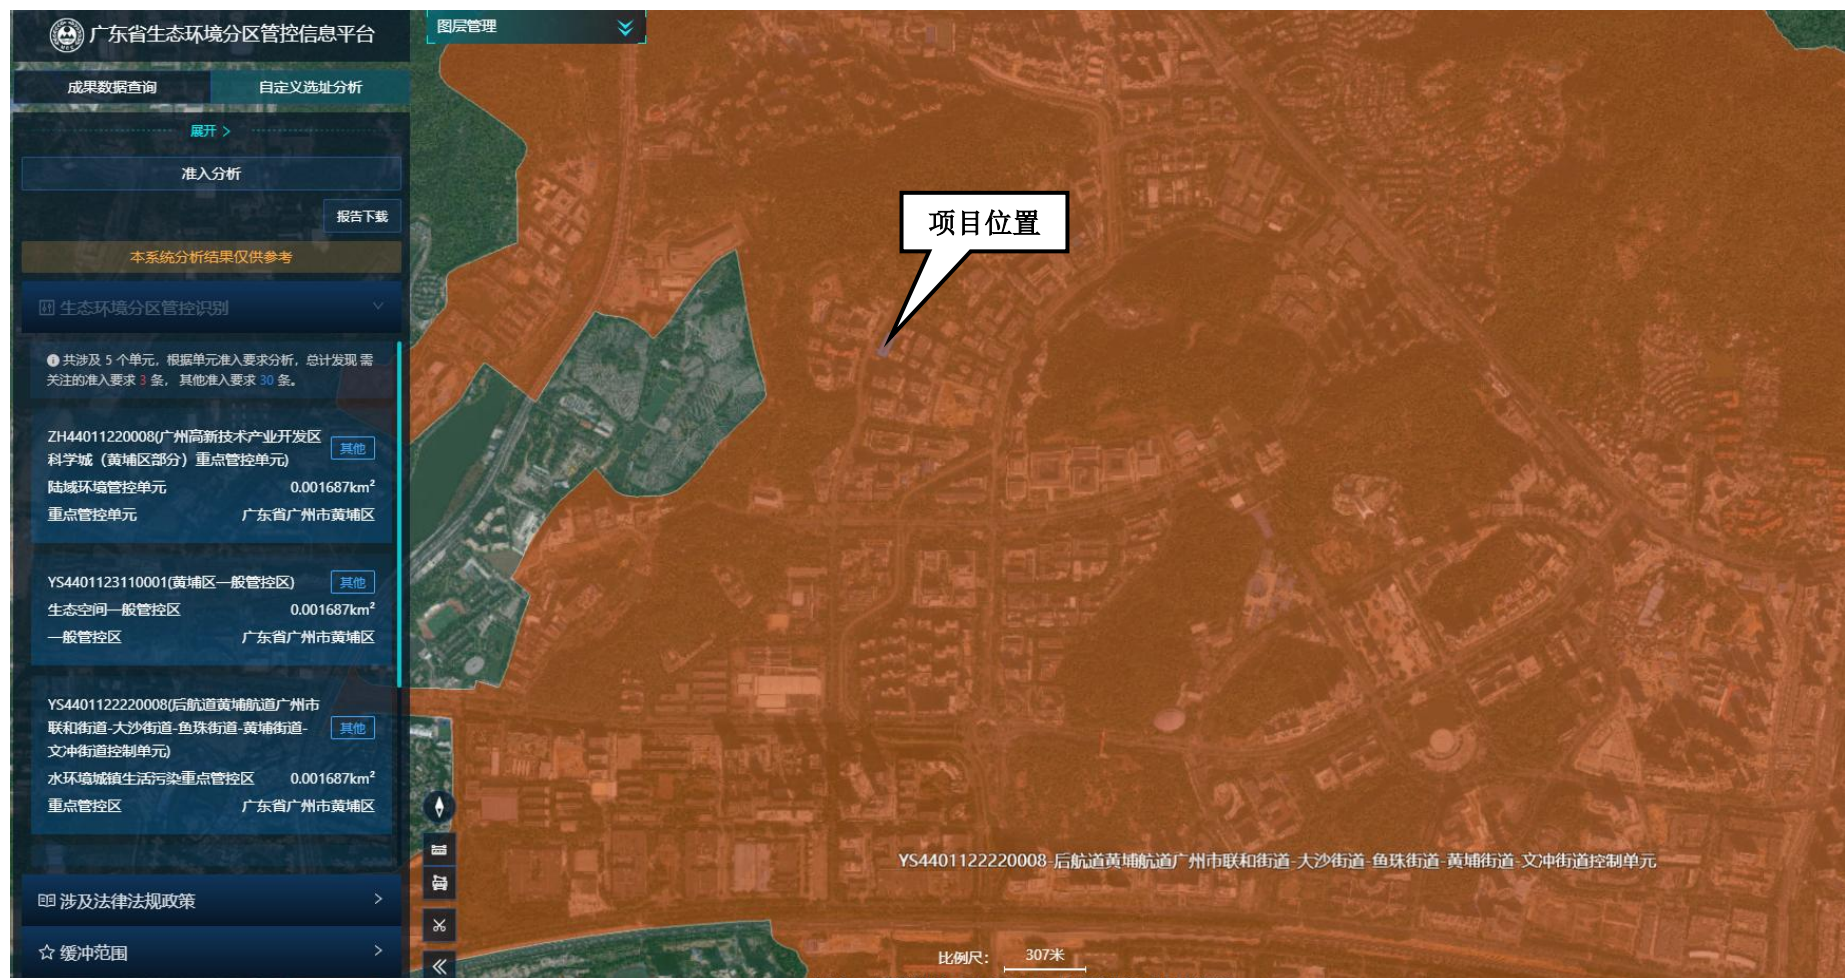 广东省生态环境分区管控信息平台
成果数据查询
自定义选址分析
展开 >
准入分析
报告下载
本系统分析结果仅供参考
生态环境分区管控识别
共涉及 5 个单元，根据单元准入要求分析，总计发现 需
关注的准入要求 3 条， 其他准入要求 30 条。
ZH44011220008(广州高新技术产业开发区
科学城（黄埔区部分）重点管控单元)
其他
陆域环境管控单元 0.001687km²
重点管控单元 广东省广州市黄埔区
YS4401123110001(黄埔区一般管控区)
其他
生态空间一般管控区 0.001687km²
一般管控区 广东省广州市黄埔区
YS4401122220008(后航道黄埔航道广州市
联和街道-大沙街道-鱼珠街道-黄埔街道-
文冲街道控制单元)
其他
水环境城镇生活污染重点管控区 0.001687km²
重点管控区 广东省广州市黄埔区
涉及法律法规政策
缓冲范围
图层管理
项目位置
YS4401122220008-后航道黄埔航道广州市联和街道-大沙街道-鱼珠街道-黄埔街道-文冲街道控制单元
比例尺： 307米